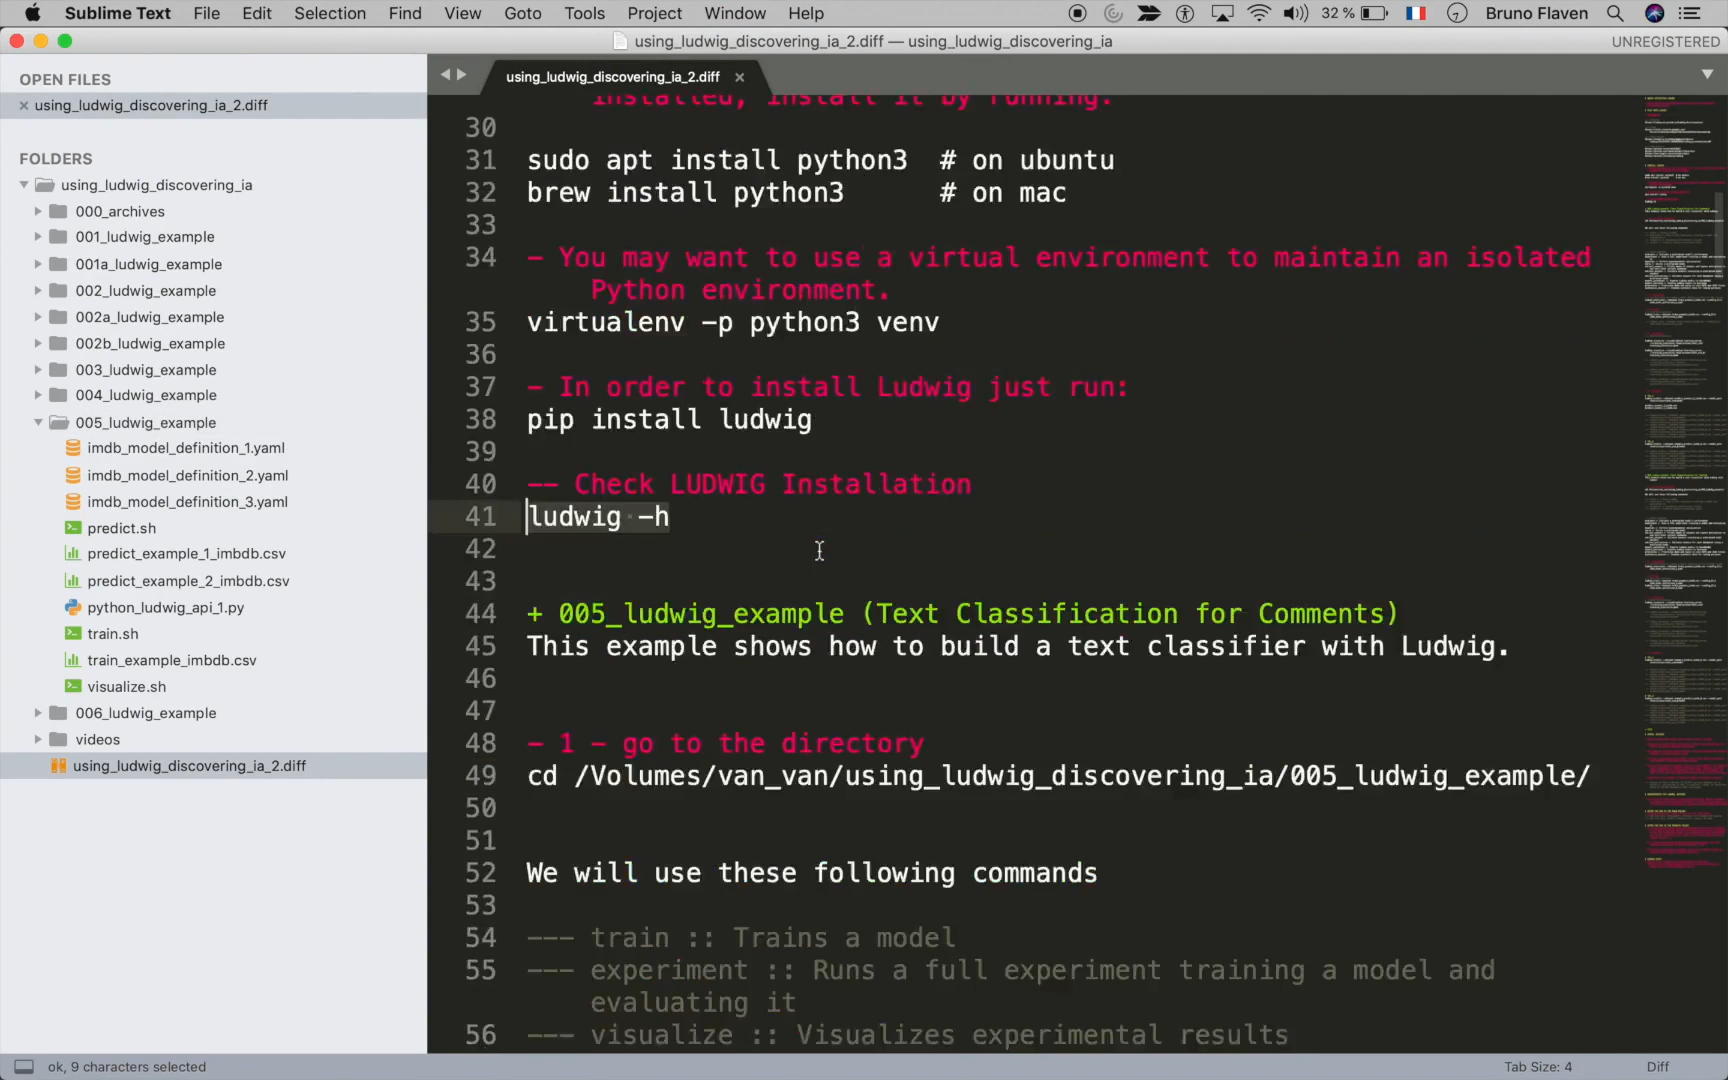 Sublime Text File Edit Selection Find View Goto Tools Project Window Help 32 % Bruno Flaven
using_ludwig_discovering_ia_2.diff — using_ludwig_discovering_ia UNREGISTERED
OPEN FILES
using_ludwig_discovering_ia_2.diff
FOLDERS
using_ludwig_discovering_ia
000_archives
001_ludwig_example
001a_ludwig_example
002_ludwig_example
002a_ludwig_example
002b_ludwig_example
003_ludwig_example
004_ludwig_example
005_ludwig_example
imdb_model_definition_1.yaml
imdb_model_definition_2.yaml
imdb_model_definition_3.yaml
predict.sh
predict_example_1_imbdb.csv
predict_example_2_imbdb.csv
python_ludwig_api_1.py
train.sh
train_example_imbdb.csv
visualize.sh
006_ludwig_example
videos
using_ludwig_discovering_ia_2.diff
using_ludwig_discovering_ia_2.diff
installed, install it by running:
30
31 sudo apt install python3 # on ubuntu
32 brew install python3 # on mac
33
34 - You may want to use a virtual environment to maintain an isolated
Python environment.
35 virtualenv -p python3 venv
36
37 - In order to install Ludwig just run:
38 pip install ludwig
39
40 -- Check LUDWIG Installation
41 ludwig -h
42
43
44 + 005_ludwig_example (Text Classification for Comments)
45 This example shows how to build a text classifier with Ludwig.
46
47
48 - 1 - go to the directory
49 cd /Volumes/van_van/using_ludwig_discovering_ia/005_ludwig_example/
50
51
52 We will use these following commands
53
54 --- train :: Trains a model
55 --- experiment :: Runs a full experiment training a model and
evaluating it
56 --- visualize :: Visualizes experimental results
ok, 9 characters selected Tab Size: 4 Diff